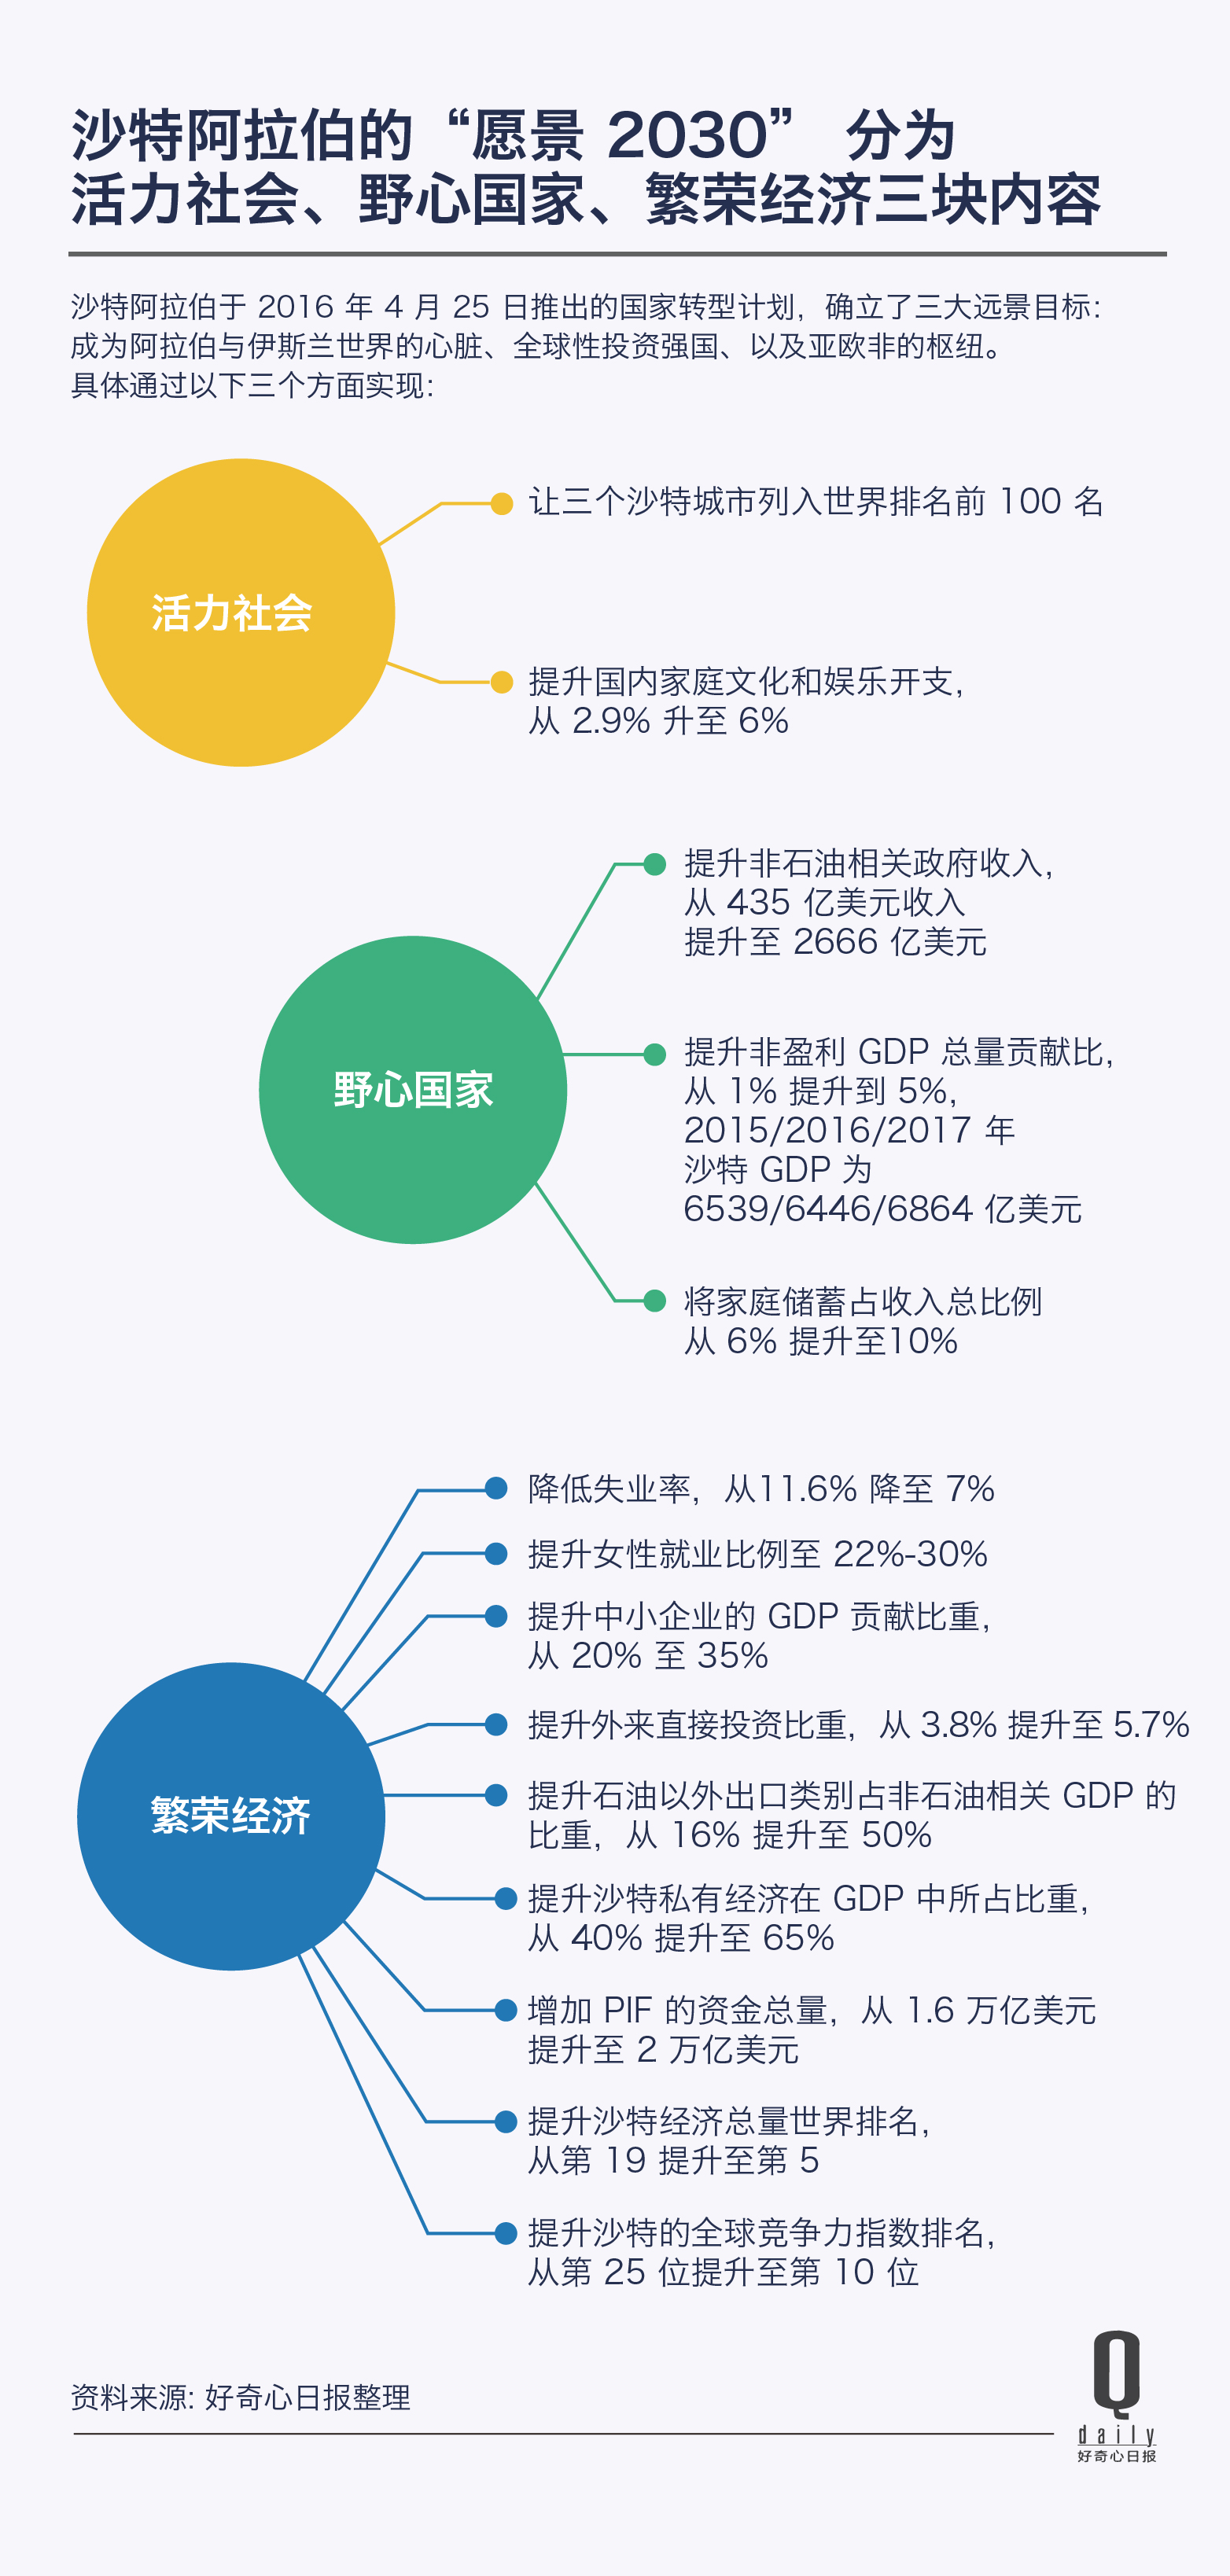 沙特阿拉伯的“愿景 2030” 分为
活力社会、野心国家、繁荣经济三块内容
沙特阿拉伯于 2016 年 4 月 25 日推出的国家转型计划，确立了三大远景目标：
成为阿拉伯与伊斯兰世界的心脏、全球性投资强国、以及亚欧非的枢纽。
具体通过以下三个方面实现：
活力社会
让三个沙特城市列入世界排名前 100 名
提升国内家庭文化和娱乐开支，
从 2.9% 升至 6%
野心国家
提升非石油相关政府收入，
从 435 亿美元收入
提升至 2666 亿美元
提升非盈利 GDP 总量贡献比，
从 1% 提升到 5%，
2015/2016/2017 年
沙特 GDP 为
6539/6446/6864 亿美元
将家庭储蓄占收入总比例
从 6% 提升至10%
繁荣经济
降低失业率，从11.6% 降至 7%
提升女性就业比例至 22%-30%
提升中小企业的 GDP 贡献比重，
从 20% 至 35%
提升外来直接投资比重，从 3.8% 提升至 5.7%
提升石油以外出口类别占非石油相关 GDP 的
比重，从 16% 提升至 50%
提升沙特私有经济在 GDP 中所占比重，
从 40% 提升至 65%
增加 PIF 的资金总量，从 1.6 万亿美元
提升至 2 万亿美元
提升沙特经济总量世界排名，
从第 19 提升至第 5
提升沙特的全球竞争力指数排名，
从第 25 位提升至第 10 位
资料来源: 好奇心日报整理
Q
daily
好奇心日报